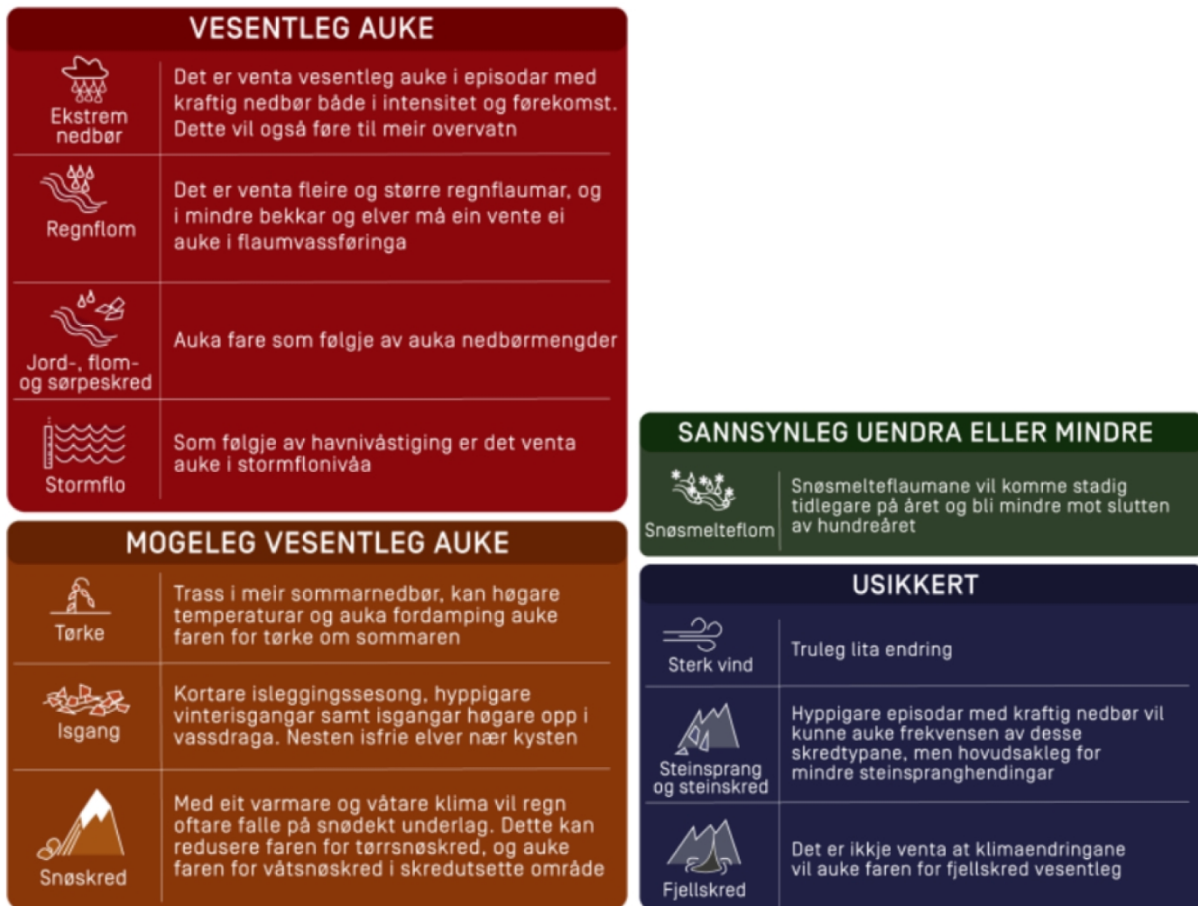 VESENTLEG AUKE
Ekstrem
nedbør
Det er venta vesentleg auke i episodar med
kraftig nedbør både i intensitet og førekomst.
Dette vil også føre til meir overvatn
Regnflom
Det er venta fleire og større regnflaumar, og
i mindre bekkar og elver må ein vente ei
auke i flaumvassføringa
Jord-, flom-
og sørpeskred
Auka fare som følgje av auka nedbørmengder
Stormflo
Som følgje av havnivåstiging er det venta
auke i stormflonivåa
MOGELEG VESENTLEG AUKE
Tørke
Trass i meir sommarnedbør, kan høgare
temperaturar og auka fordamping auke
faren for tørke om sommaren
Isgang
Kortare isleggingssesong, hyppigare
vinterisgangar samt isgangar høgare opp i
vassdraga. Nesten isfrie elver nær kysten
Snøskred
Med eit varmare og våtare klima vil regn
oftare falle på snødekt underlag. Dette kan
redusere faren for tørrsnøskred, og auke
faren for våtsnøskred i skredutsette område
SANNSYNLEG UENDRA ELLER MINDRE
Snøsmelteflom
Snøsmelteflaumane vil komme stadig
tidlegare på året og bli mindre mot slutten
av hundreåret
USIKKERT
Sterk vind
Truleg lita endring
Steinsprang
og steinskred
Hyppigare episodar med kraftig nedbør vil
kunne auke frekvensen av desse
skredtypane, men hovudsakleg for
mindre steinspranghendingar
Fjellskred
Det er ikkje venta at klimaendringane
vil auke faren for fjellskred vesentleg